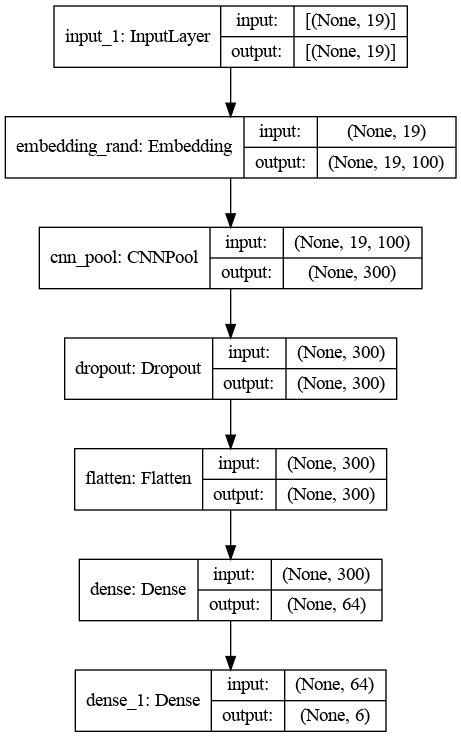 input_1: InputLayer
input: [(None, 19)]
output: [(None, 19)]
embedding_rand: Embedding
input: (None, 19)
output: (None, 19, 100)
cnn_pool: CNNPool
input: (None, 19, 100)
output: (None, 300)
dropout: Dropout
input: (None, 300)
output: (None, 300)
flatten: Flatten
input: (None, 300)
output: (None, 300)
dense: Dense
input: (None, 300)
output: (None, 64)
dense_1: Dense
input: (None, 64)
output: (None, 6)